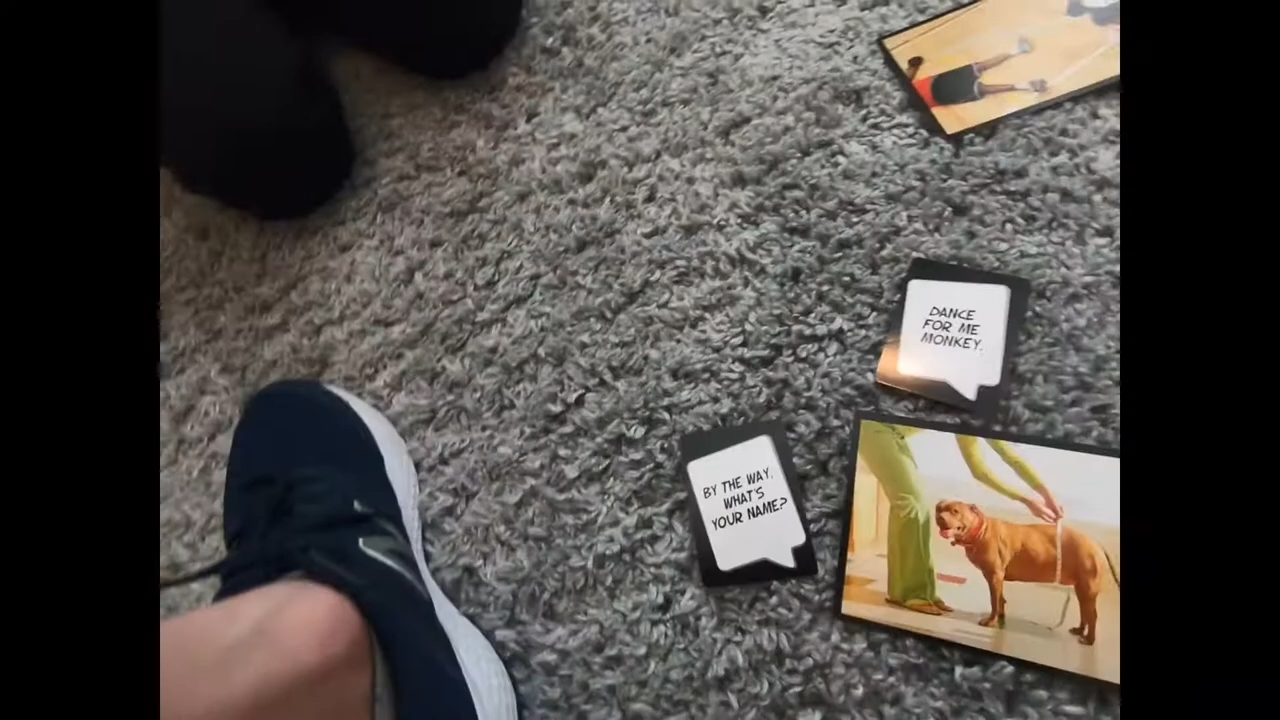 DANCE
FOR ME
MONKEY.
BY THE WAY.
WHAT'S
YOUR NAME?